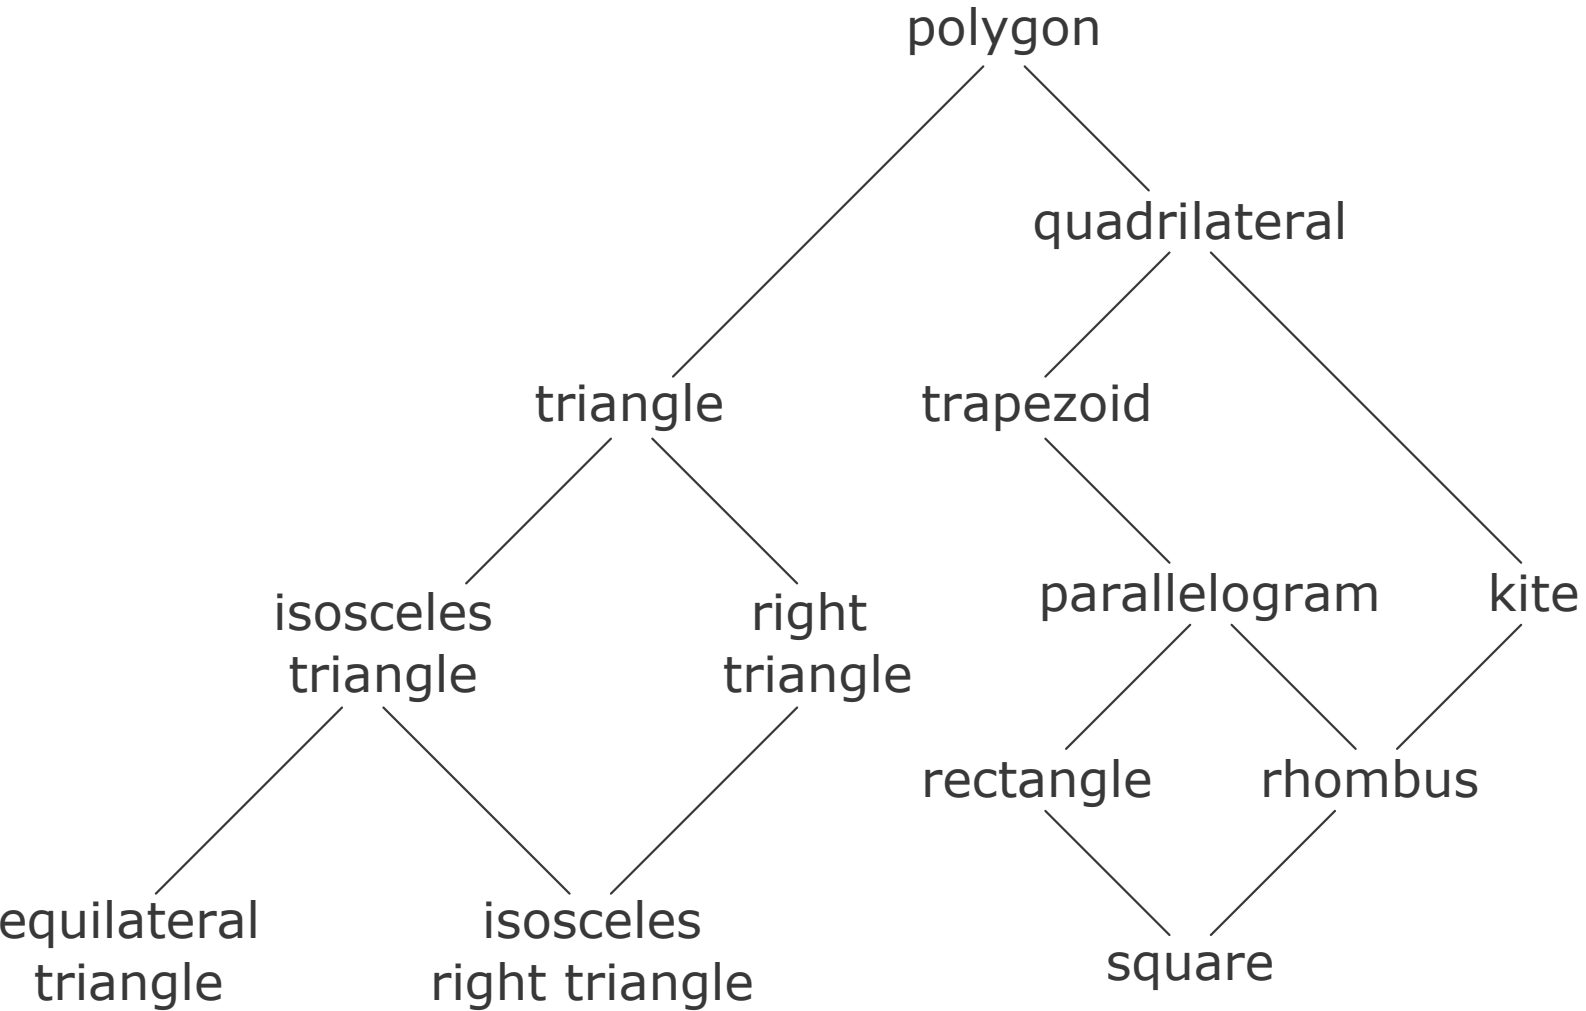 polygon
quadrilateral
triangle
trapezoid
isosceles
triangle
right
triangle
parallelogram
kite
rectangle
rhombus
equilateral
triangle
isosceles
right triangle
square